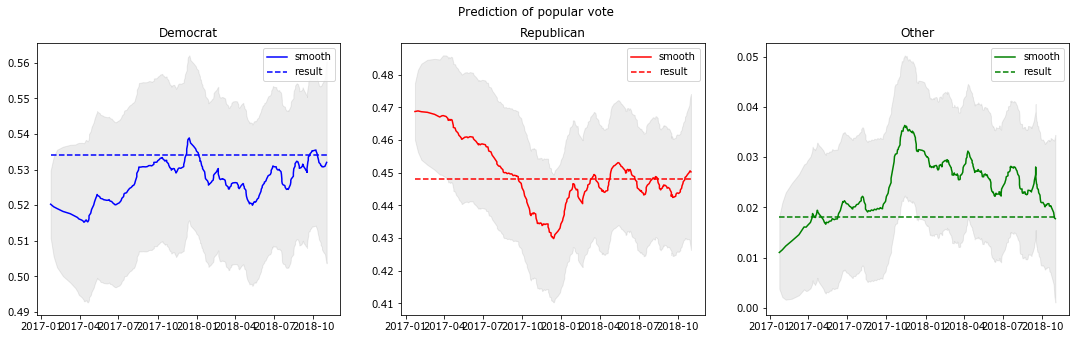 Prediction of popular vote
Democrat
smooth
result
0.56
0.55
0.54
0.53
0.52
0.51
0.50
0.49
2017-01 2017-04 2017-07 2017-10 2018-01 2018-04 2018-07 2018-10
Republican
smooth
result
0.48
0.47
0.46
0.45
0.44
0.43
0.42
0.41
2017-01 2017-04 2017-07 2017-10 2018-01 2018-04 2018-07 2018-10
Other
smooth
result
0.05
0.04
0.03
0.02
0.01
0.00
2017-01 2017-04 2017-07 2017-10 2018-01 2018-04 2018-07 2018-10